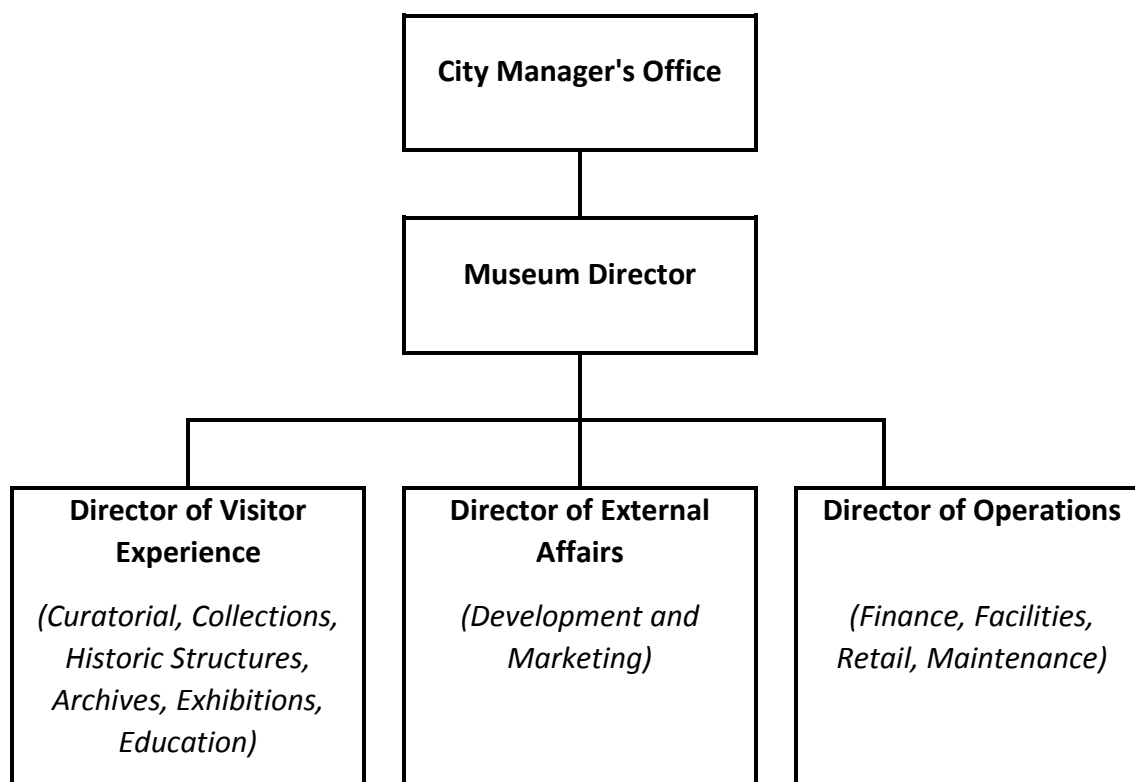 City Manager's Office
Museum Director
Director of Visitor
Experience
(Curatorial, Collections,
Historic Structures,
Archives, Exhibitions,
Education)
Director of External
Affairs
(Development and
Marketing)
Director of Operations
(Finance, Facilities,
Retail, Maintenance)